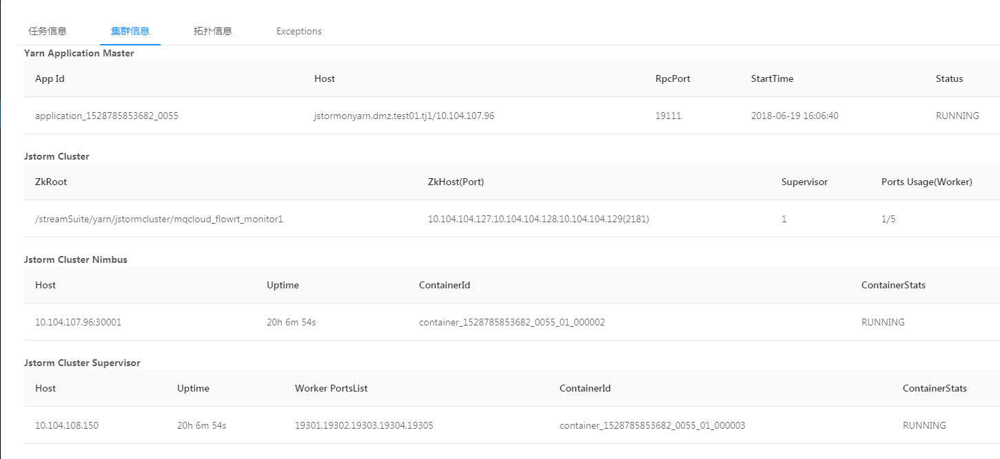 任务信息 集群信息 拓扑信息 Exceptions
Yarn Application Master
App Id Host RpcPort StartTime Status
application_1528785853682_0055 jstormonyarn.dmz.test01.tj1/10.104.107.96 19111 2018-06-19 16:06:40 RUNNING
Jstorm Cluster
ZkRoot ZkHost(Port) Supervisor Ports Usage(Worker)
/streamSuite/yarn/jstormcluster/mqcloud_flowrt_monitor1 10.104.104.127,10.104.104.128,10.104.104.129(2181) 1 1/5
Jstorm Cluster Nimbus
Host Uptime ContainerId ContainerStats
10.104.107.96:30001 20h 6m 54s container_1528785853682_0055_01_000002 RUNNING
Jstorm Cluster Supervisor
Host Uptime Worker PortsList ContainerId ContainerStats
10.104.108.150 20h 6m 54s 19301,19302,19303,19304,19305 container_1528785853682_0055_01_000003 RUNNING